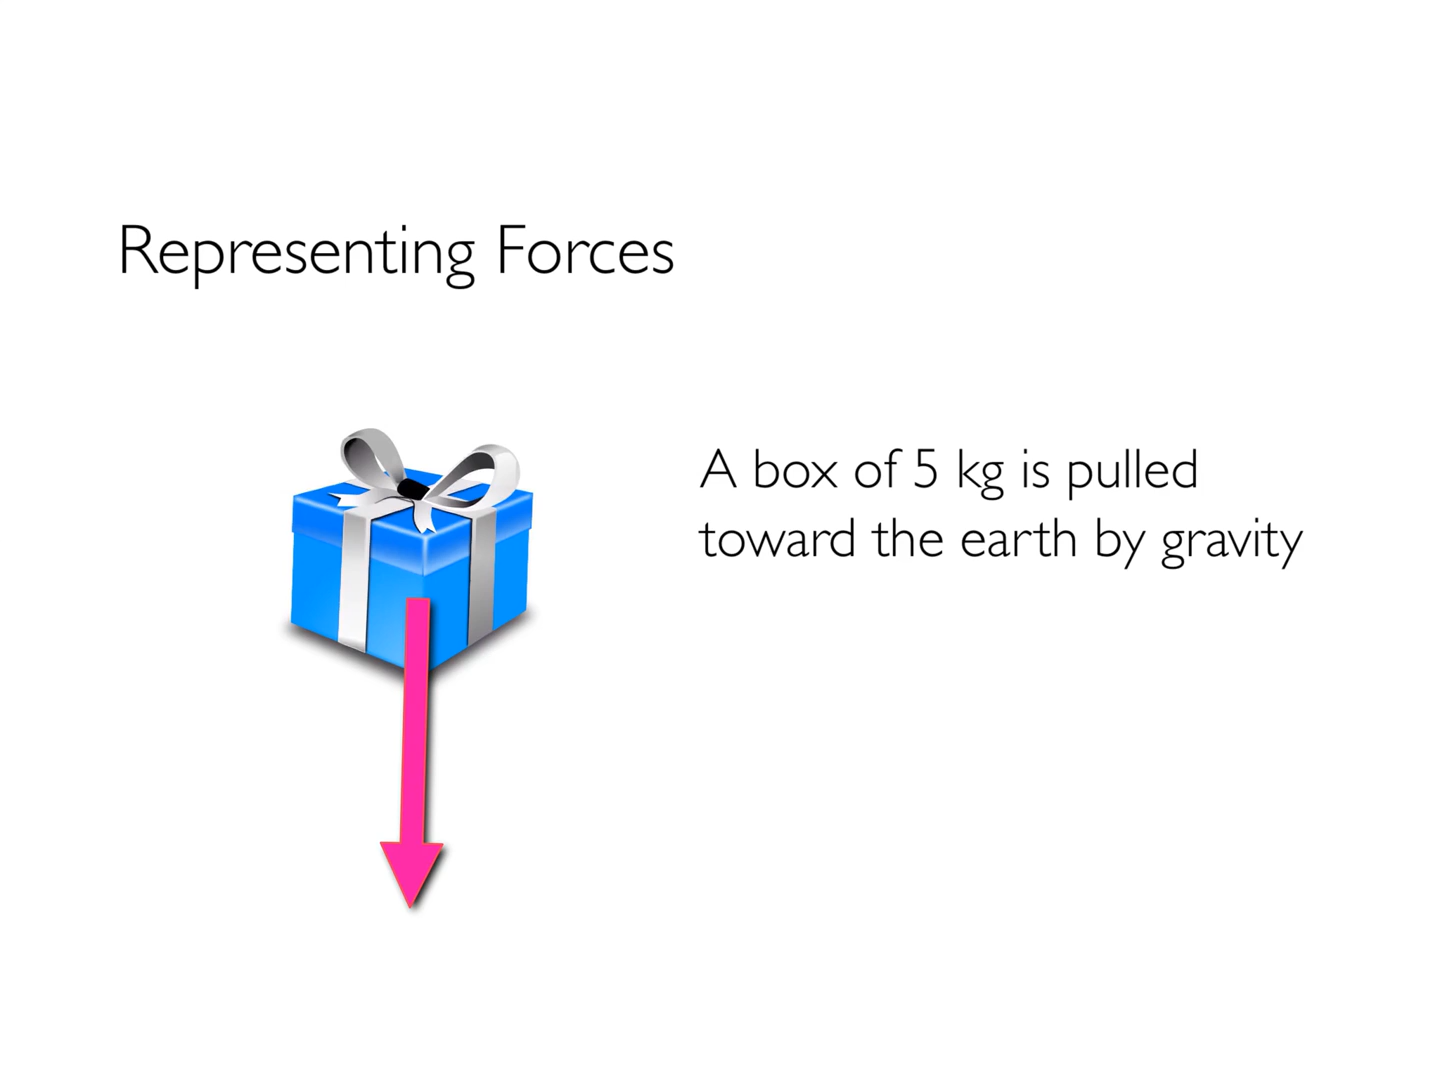 Representing Forces
A box of 5 kg is pulled
toward the earth by gravity